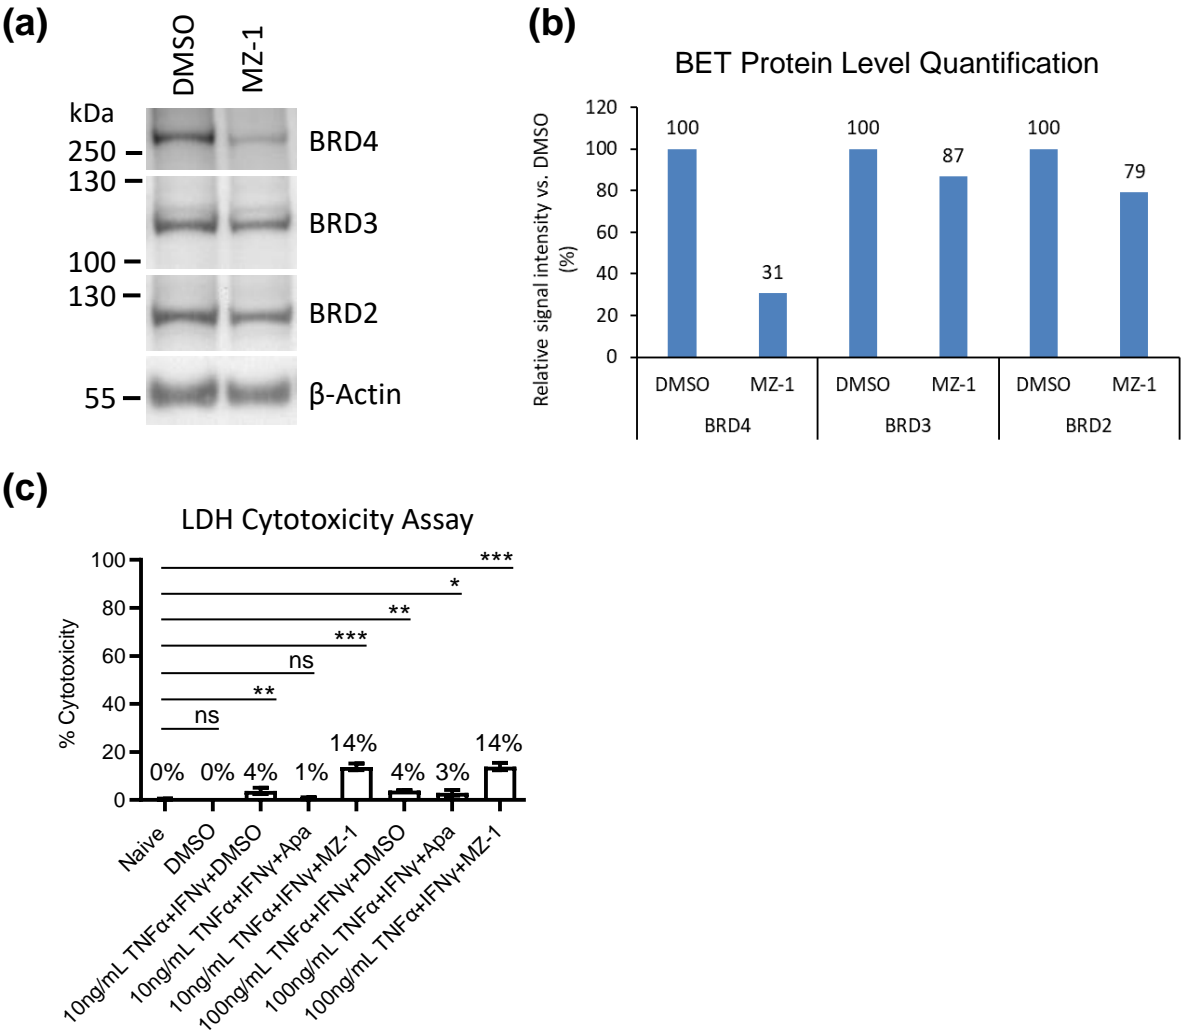 (a)
DMSO
MZ-1
kDa
250
BRD4
130
BRD3
100
130
BRD2
55
β-Actin
(b)
BET Protein Level Quantification
Relative signal intensity vs. DMSO
(%)
120
100
80
60
40
20
0
100
31
100
87
100
79
DMSO MZ-1 DMSO MZ-1 DMSO MZ-1
BRD4 BRD3 BRD2
(c)
LDH Cytotoxicity Assay
% Cytotoxicity
100
80
60
40
20
0
***
*
**
***
ns
**
ns
0% 0% 4% 1% 14% 4% 3% 14%
Naive
DMSO
10ng/mL TNFα+IFNγ+DMSO
10ng/mL TNFα+IFNγ+Apa
10ng/mL TNFα+IFNγ+MZ-1
100ng/mL TNFα+IFNγ+DMSO
100ng/mL TNFα+IFNγ+Apa
100ng/mL TNFα+IFNγ+MZ-1